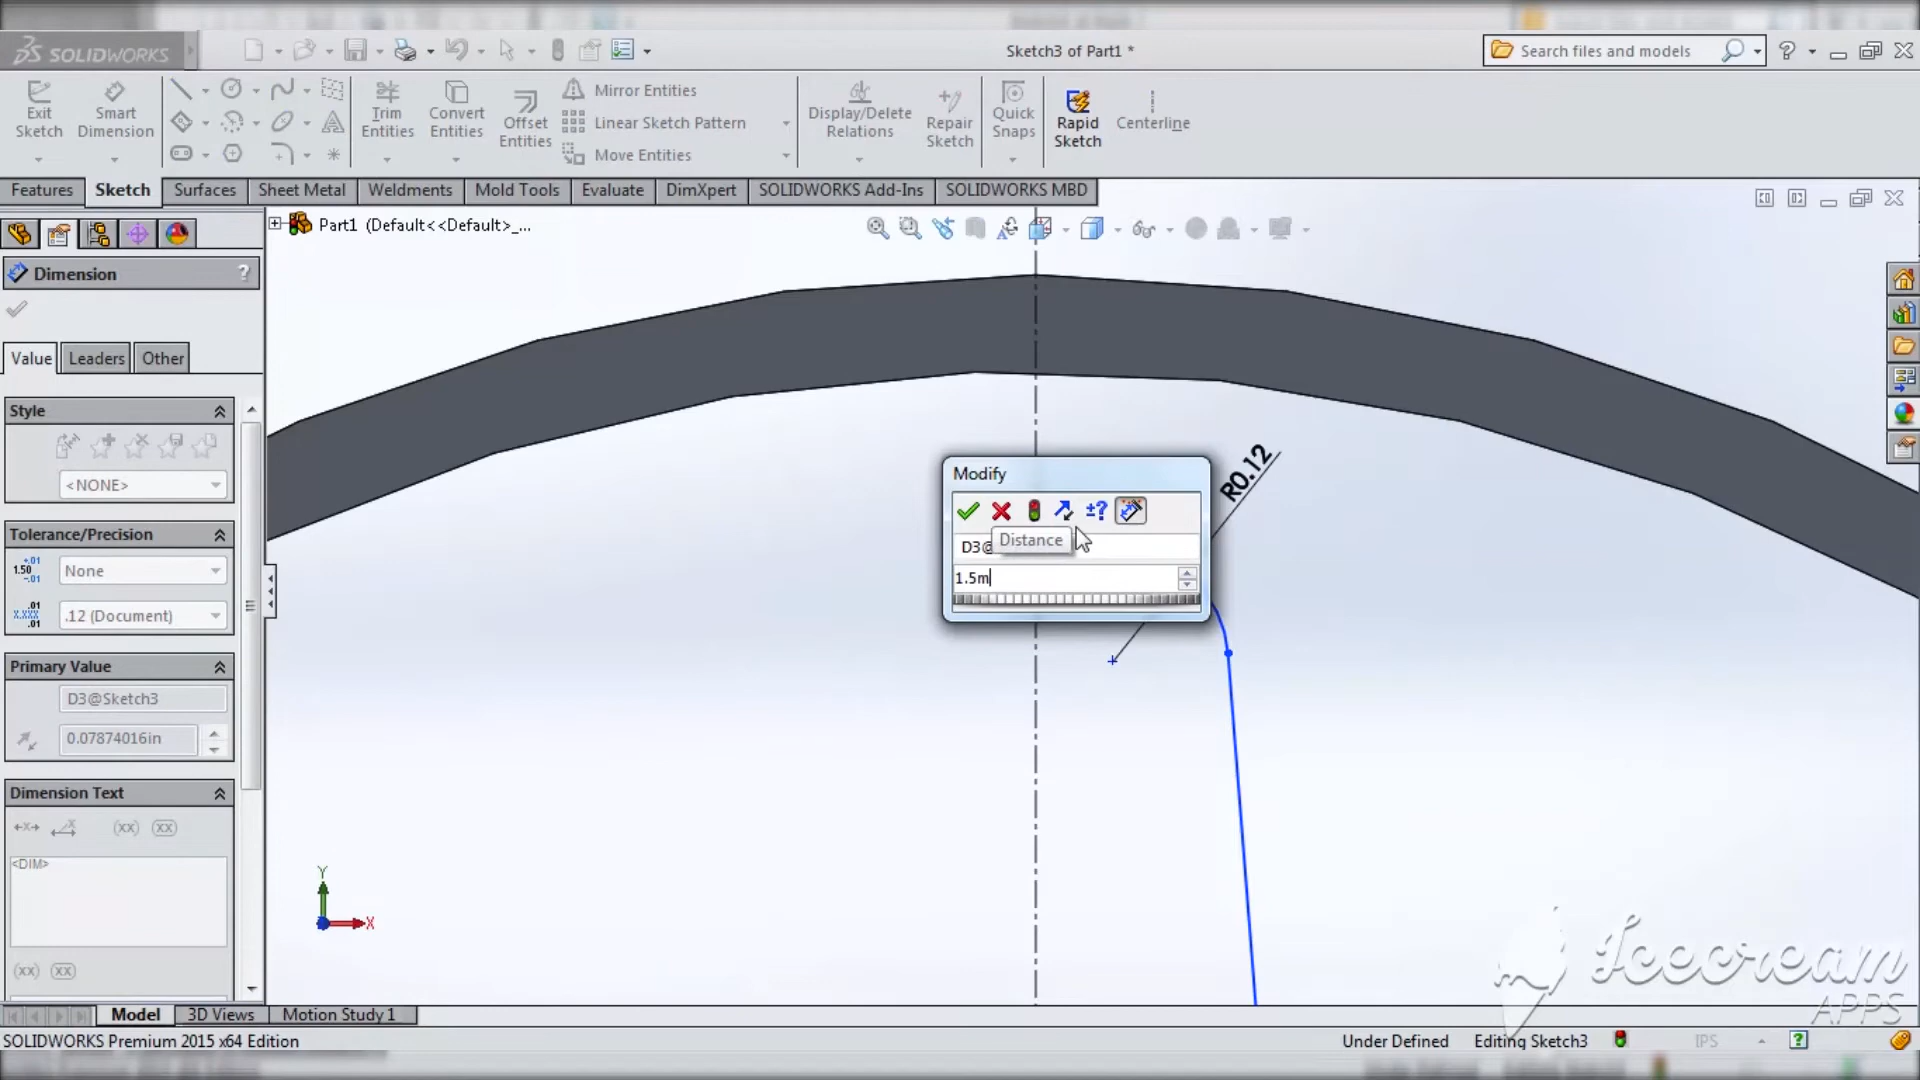 SOLIDWORKS
Sketch3 of Part1 *
Search files and models
Exit Sketch
Smart Dimension
Trim Entities
Convert Entities
Offset Entities
Mirror Entities
Linear Sketch Pattern
Move Entities
Display/Delete Relations
Repair Sketch
Quick Snaps
Rapid Sketch
Centerline
Features Sketch Surfaces Sheet Metal Weldments Mold Tools Evaluate DimXpert SOLIDWORKS Add-Ins SOLIDWORKS MBD
Part1 (Default<<Default>_...
Dimension ?
Value Leaders Other
Style
<NONE>
Tolerance/Precision
None
.12 (Document)
Primary Value
D3@Sketch3
0.07874016in
Dimension Text
<DIM>
Modify
D3@
Distance
1.5m
R0.12
Y
X
Icecream
APPS
Model 3D Views Motion Study 1
SOLIDWORKS Premium 2015 x64 Edition
Under Defined Editing Sketch3 IPS